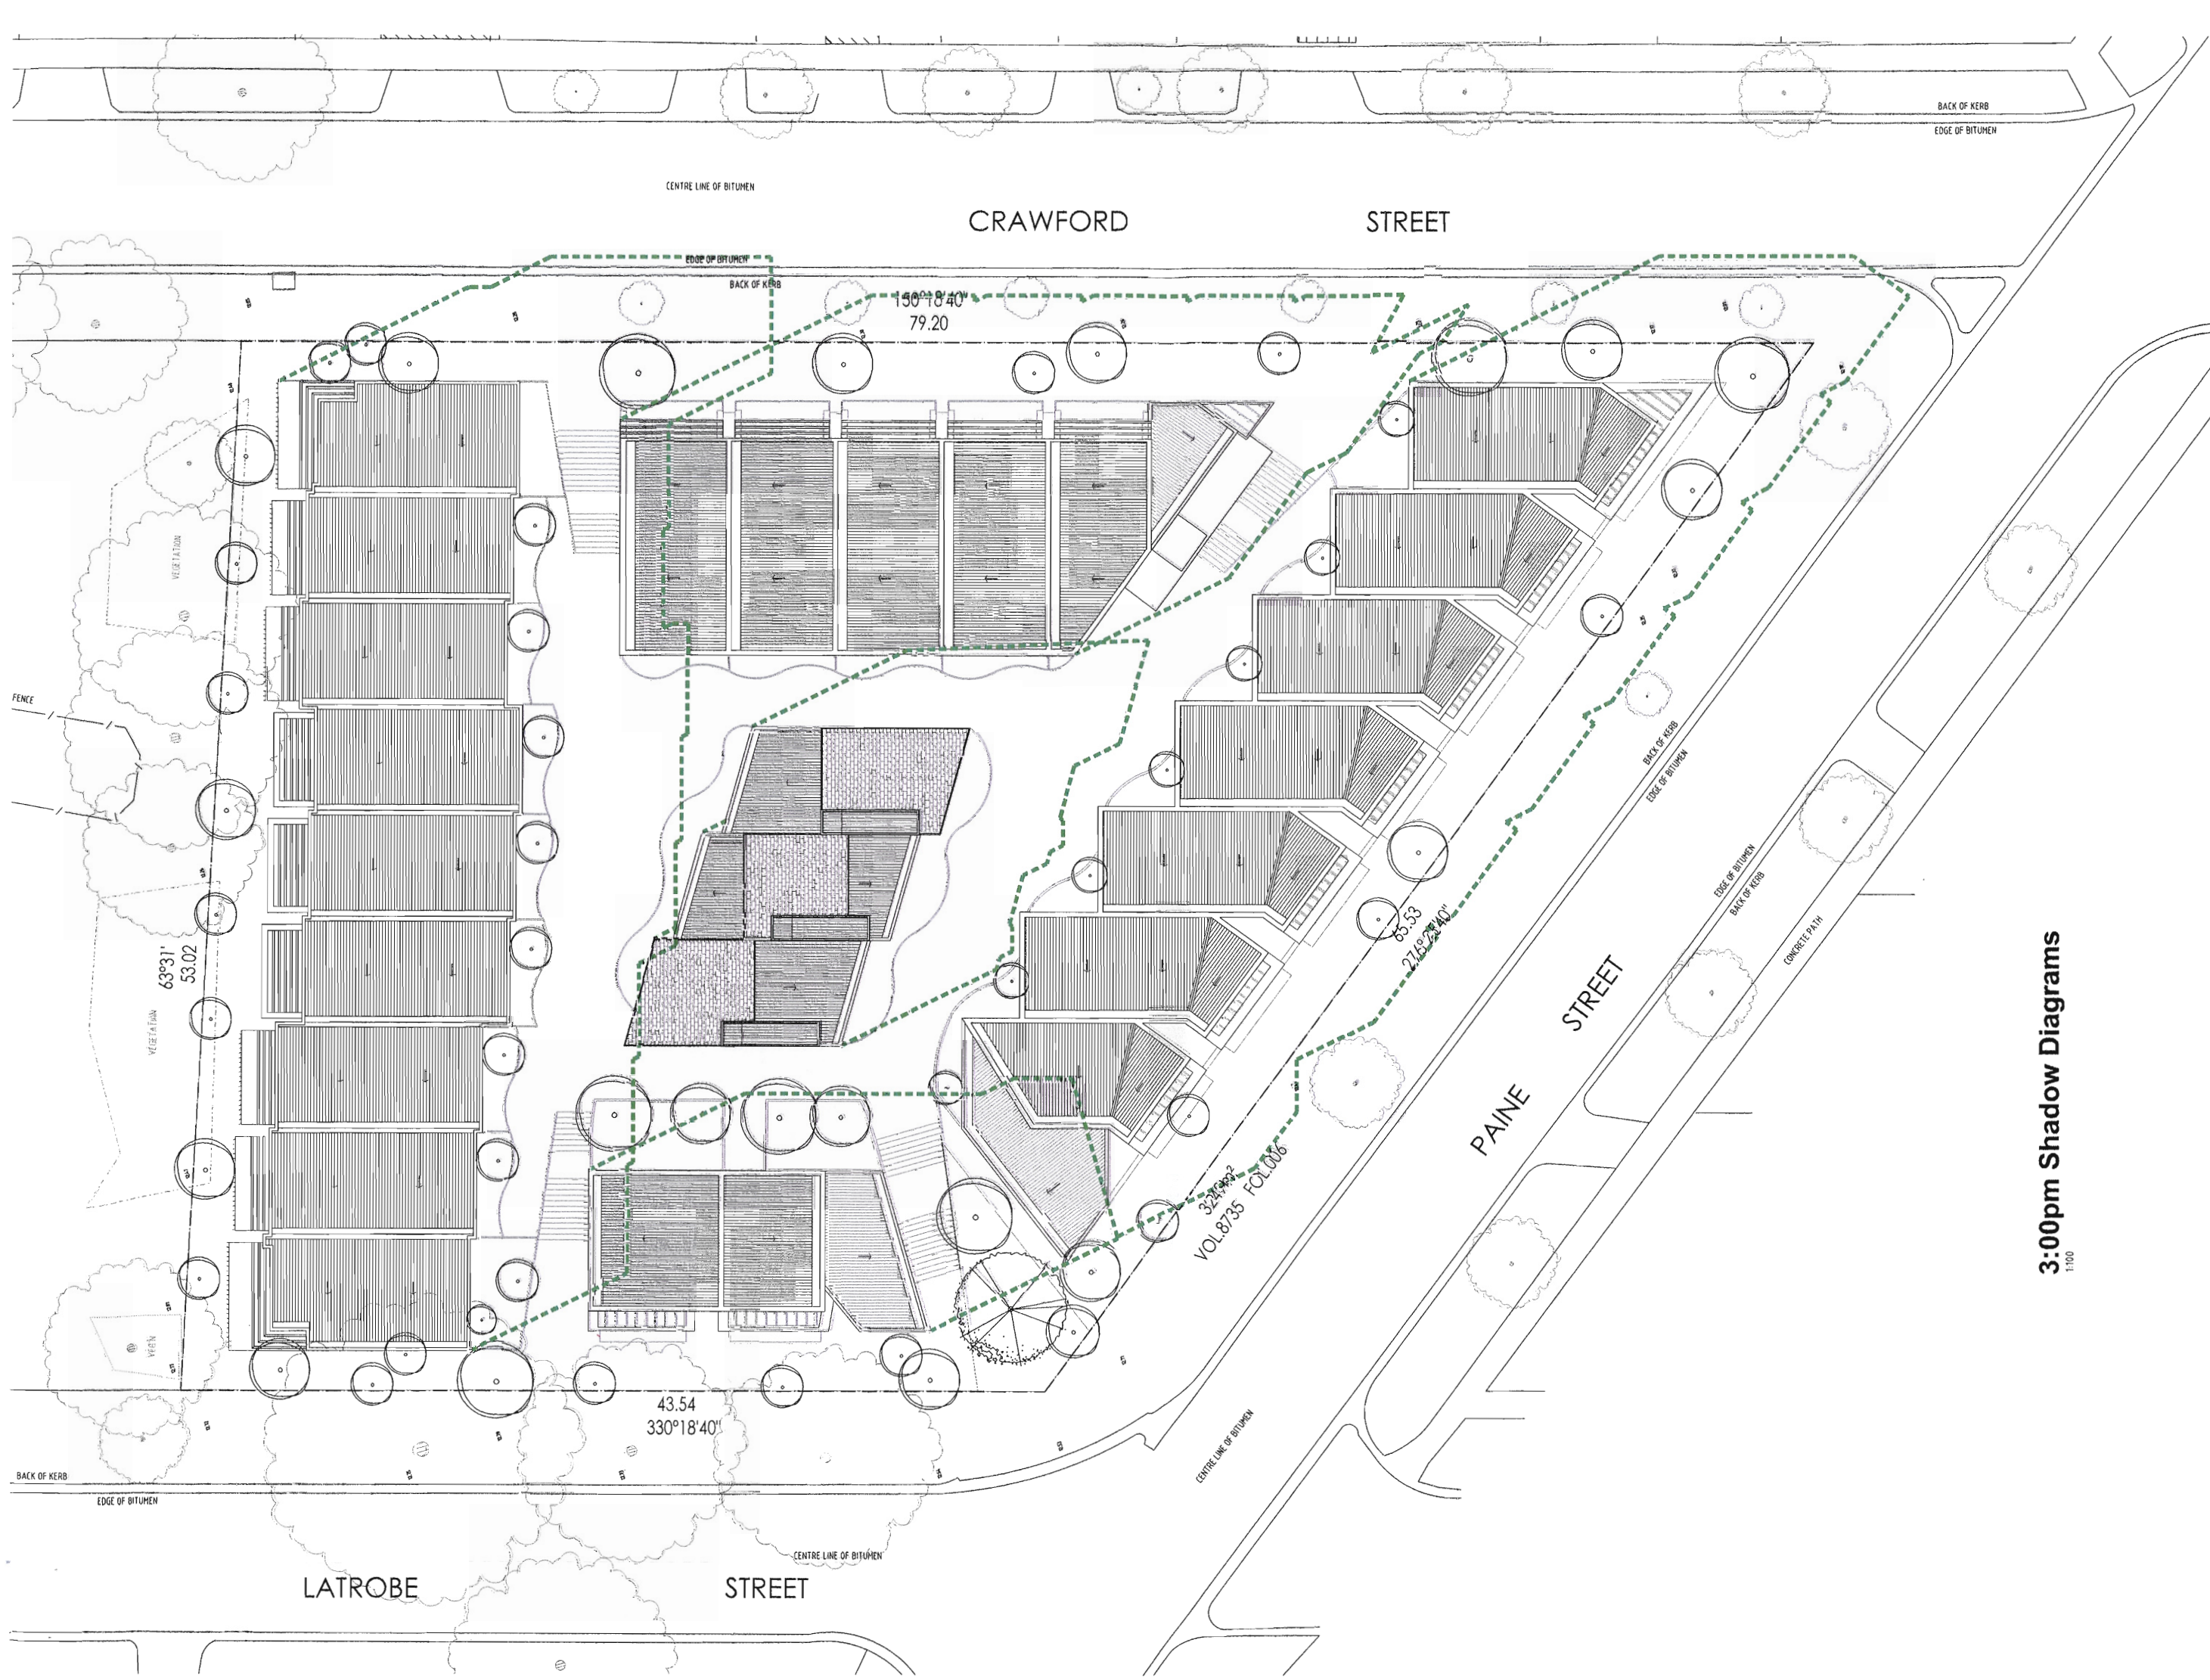 BACK OF KERB
EDGE OF BITUMEN
CENTRE LINE OF BITUMEN
CRAWFORD STREET
EDGE OF BITUMEN
BACK OF KERB
150°18'40"
79.20
VEGETATION
FENCE
BACK OF KERB
EDGE OF BITUMEN
EDGE OF BITUMEN
BACK OF KERB
CONCRETE PATH
63°31'
53.02
65.53
VEGETATION
PAINE STREET
3:00pm Shadow Diagrams
1:100
VOL.8735 FOL.006
VEG'N
43.54
330°18'40"
CENTRE LINE OF BITUMEN
BACK OF KERB
EDGE OF BITUMEN
CENTRE LINE OF BITUMEN
LATROBE STREET